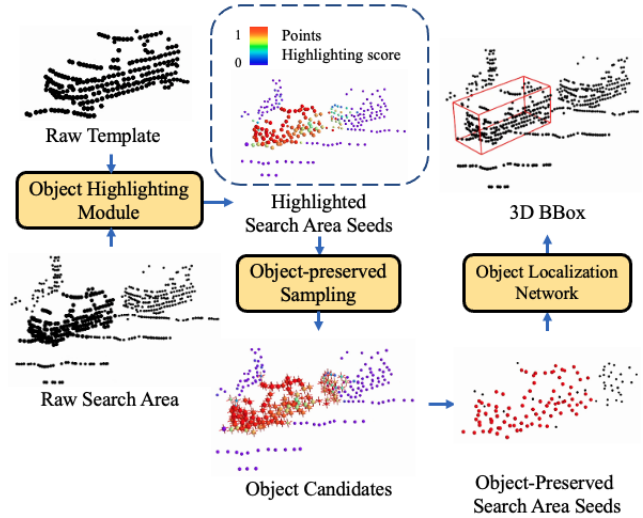 1
0
Points
Highlighting score
Raw Template
Object Highlighting
Module
Highlighted
Search Area Seeds
3D BBox
Object-preserved
Sampling
Object Localization
Network
Raw Search Area
Object Candidates
Object-Preserved
Search Area Seeds